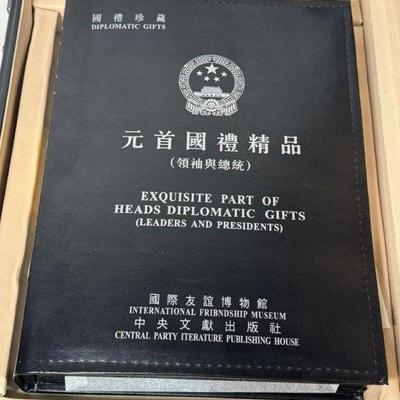 國禮珍藏
DIPLOMATIC GIFTS
元首國禮精品
(領袖與總統)
EXQUISITE PART OF
HEADS DIPLOMATIC GIFTS
(LEADERS AND PRESIDENTS)
國際友誼博物館
INTERNATIONAL FRIBNDSHIP MUSEUM
中央文獻出版社
CENTRAL PARTY ITERATURE PUBLISHING HOUSE